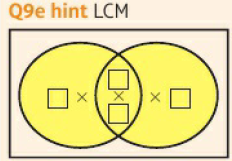 Q9e hint LCM
□ × □ × □ × □